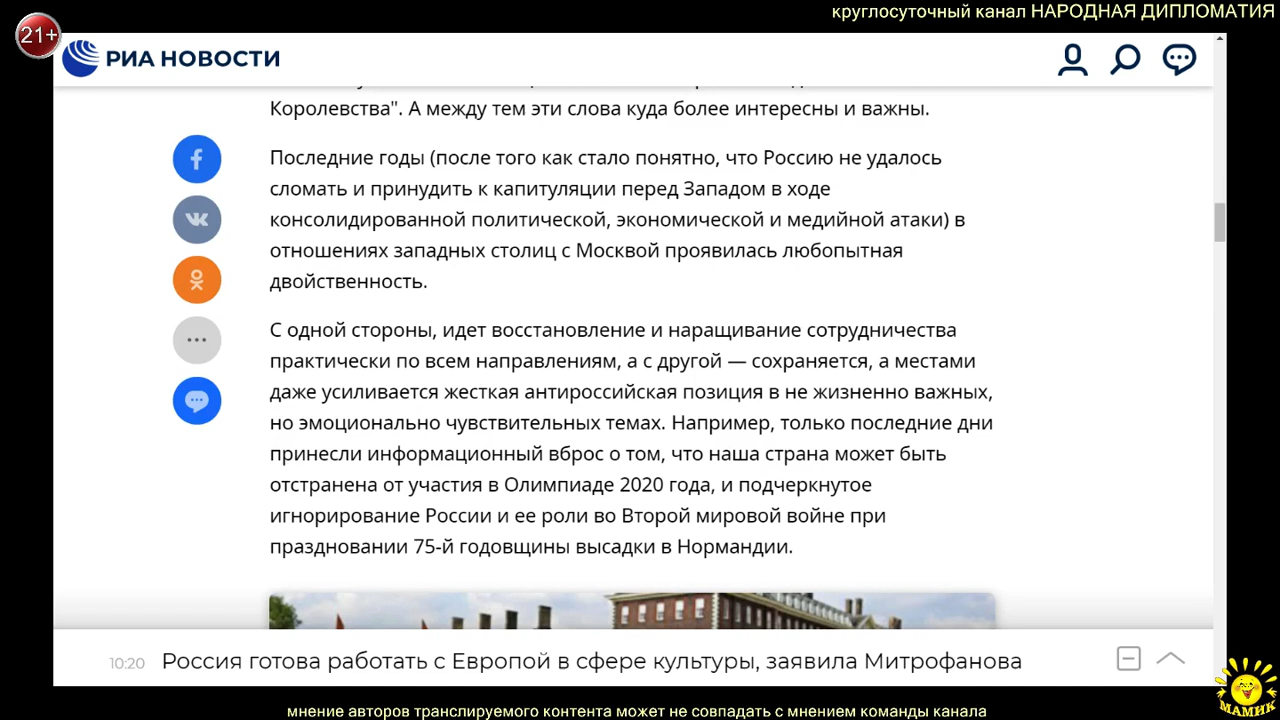 круглосуточный канал НАРОДНАЯ ДИПЛОМАТИЯ
21+
РИА НОВОСТИ
Королевства". А между тем эти слова куда более интересны и важны.
Последние годы (после того как стало понятно, что Россию не удалось
сломать и принудить к капитуляции перед Западом в ходе
консолидированной политической, экономической и медийной атаки) в
отношениях западных столиц с Москвой проявилась любопытная
двойственность.
С одной стороны, идет восстановление и наращивание сотрудничества
практически по всем направлениям, а с другой — сохраняется, а местами
даже усиливается жесткая антироссийская позиция в не жизненно важных,
но эмоционально чувствительных темах. Например, только последние дни
принесли информационный вброс о том, что наша страна может быть
отстранена от участия в Олимпиаде 2020 года, и подчеркнутое
игнорирование России и ее роли во Второй мировой войне при
праздновании 75-й годовщины высадки в Нормандии.
10:20 Россия готова работать с Европой в сфере культуры, заявила Митрофанова
МАМИК
мнение авторов транслируемого контента может не совпадать с мнением команды канала